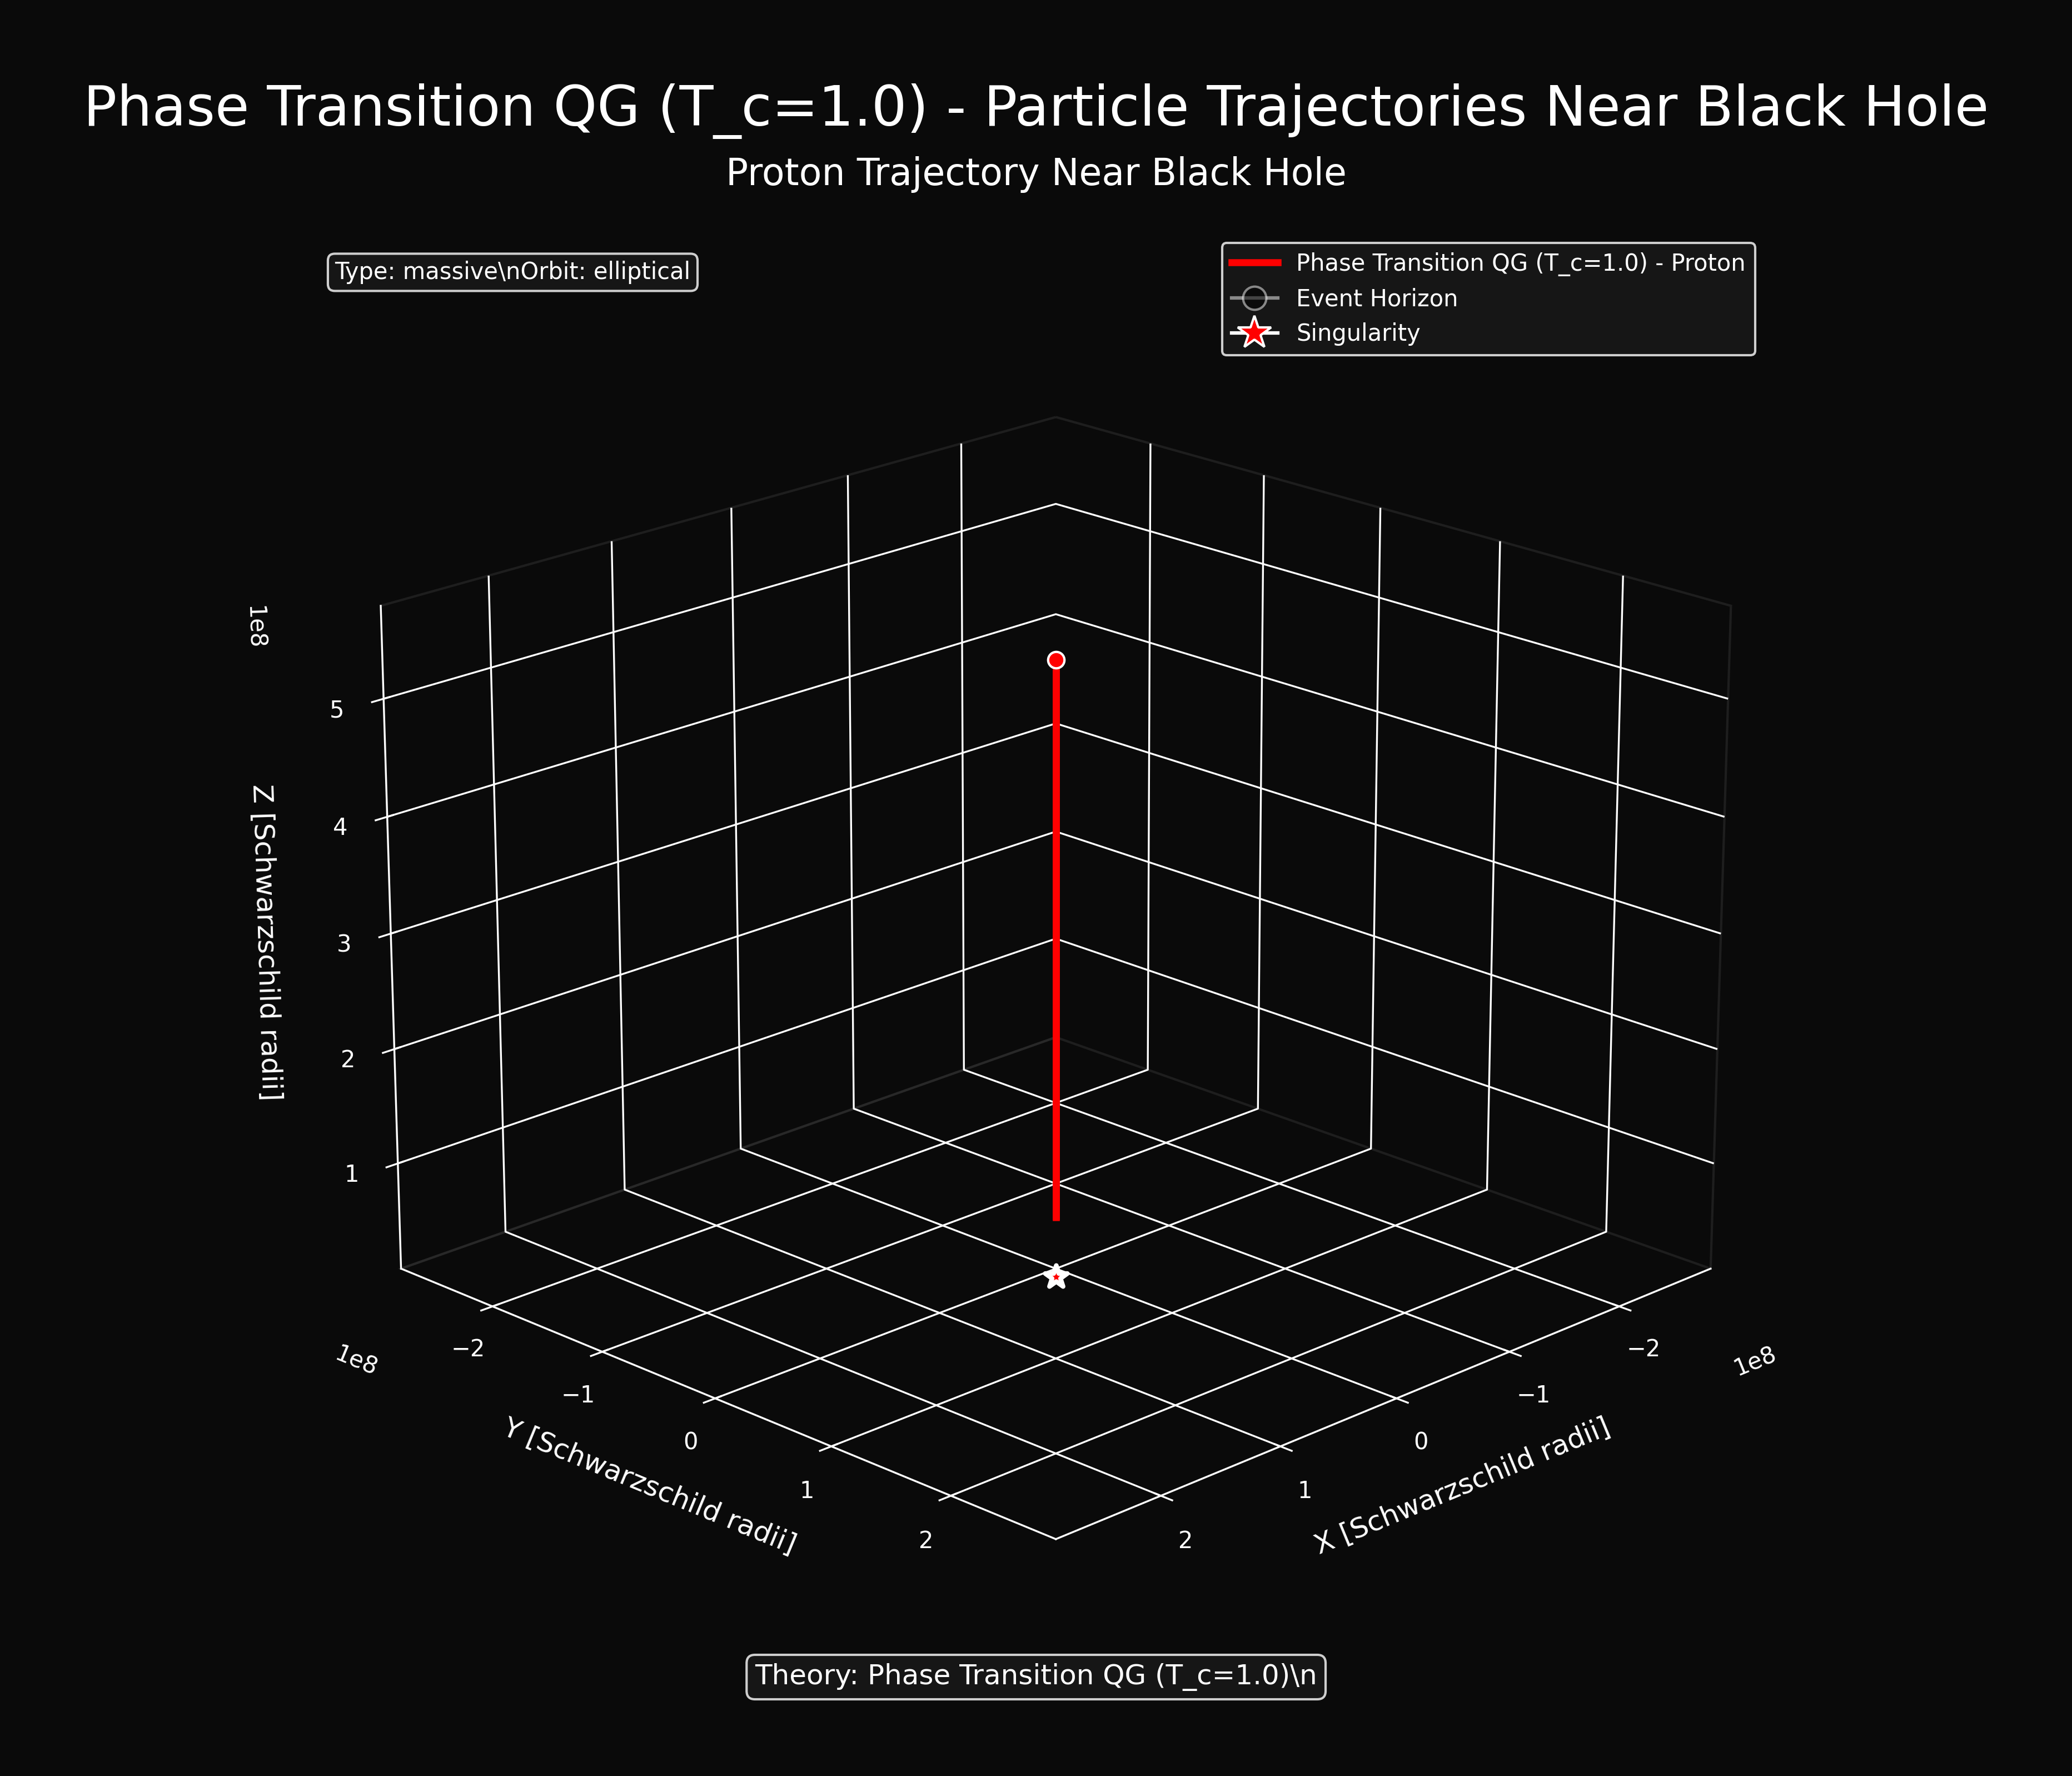 Phase Transition QG (T_c=1.0) - Particle Trajectories Near Black Hole
Proton Trajectory Near Black Hole
Type: massive\nOrbit: elliptical
Phase Transition QG (T_c=1.0) - Proton
Event Horizon
Singularity
1e8
5
4
3
2
1
Z [Schwarzschild radii]
1e8
−2
−1
0
1
2
Y [Schwarzschild radii]
2
1
0
−1
−2
1e8
X [Schwarzschild radii]
Theory: Phase Transition QG (T_c=1.0)\n